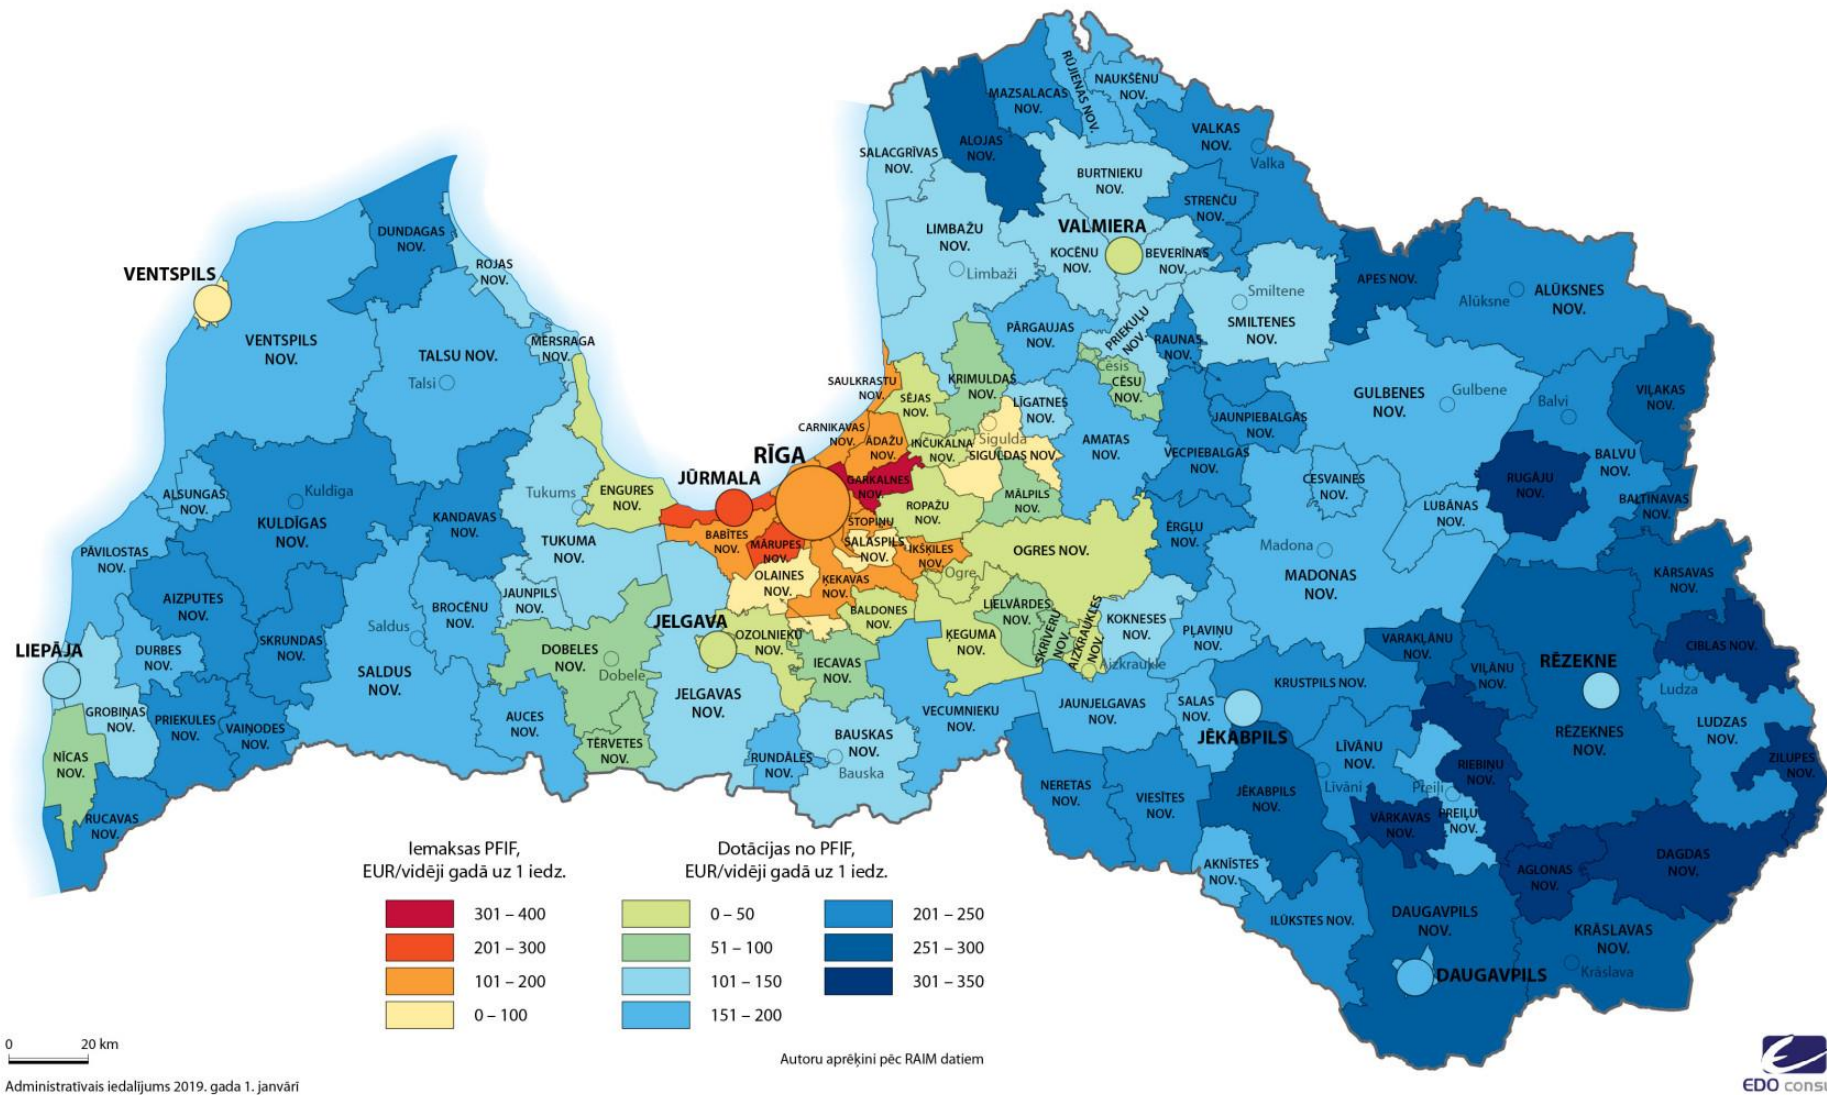 RŪJIENAS NOV.
NAUKŠĒNU
NOV.
MAZSALACAS
NOV.
VALKAS
NOV.
Valka
ALOJAS
NOV.
SALACGRĪVAS
NOV.
BURTNIEKU
NOV.
STRENČU
NOV.
LIMBAŽU
NOV.
Limbaži
VALMIERA
KOCĒNU
NOV.
BEVERĪNAS
NOV.
DUNDAGAS
NOV.
ROJAS
NOV.
VENTSPILS
VENTSPILS
NOV.
TALSU NOV.
Talsi
MĒRSRAGA
NOV.
APES NOV.
Alūksne
ALŪKSNES
NOV.
Smiltene
SMILTENES
NOV.
PĀRGAUJAS
NOV.
PRIEKUĻU
NOV.
RAUNAS
NOV.
Cēsis
CĒSU
NOV.
SAULKRASTU
NOV.
KRIMULDAS
NOV.
SĒJAS
NOV.
LĪGATNES
NOV.
GULBENES
NOV.
Gulbene
Balvi
VIĻAKAS
NOV.
JAUNPIEBALGAS
NOV.
CARNIKAVAS
NOV.
ĀDAŽU
NOV.
INČUKALNA
NOV.
Sigulda
SIGULDAS NOV.
AMATAS
NOV.
VECPIEBALGAS
NOV.
RĪGA
JŪRMALA
GARKALNES
NOV.
BALVU
NOV.
RUGĀJU
NOV.
BALTINAVAS
NOV.
CESVAINES
NOV.
LUBĀNAS
NOV.
ALSUNGAS
NOV.
Kuldīga
KULDĪGAS
NOV.
KANDAVAS
NOV.
Tukums
TUKUMA
NOV.
ENGURES
NOV.
ROPAŽU
NOV.
MĀLPILS
NOV.
STOPIŅU
SALASPILS
NOV.
BABĪTES
NOV.
MĀRUPES
NOV.
IKŠĶILES
NOV.
OGRES NOV.
ĒRGĻU
NOV.
Madona
MADONAS
NOV.
PĀVILOSTAS
NOV.
AIZPUTES
NOV.
OLAINES
NOV.
ĶEKAVAS
NOV.
Ogre
KĀRSAVAS
NOV.
JAUNPILS
NOV.
BROCĒNU
NOV.
Saldus
SALDUS
NOV.
SKRUNDAS
NOV.
DURBES
NOV.
LIEPĀJA
JELGAVA
OZOLNIEKU
NOV.
BALDONES
NOV.
LIELVĀRDES
NOV.
ĶEGUMA
NOV.
SKRĪVERU
NOV.
AIZKRAUKLES
NOV.
Aizkraukle
KOKNESES
NOV.
PĻAVIŅU
NOV.
VARAKĻĀNU
NOV.
VIĻĀNU
NOV.
RĒZEKNE
CIBLAS NOV.
Ludza
DOBELES
NOV.
Dobele
IECAVAS
NOV.
JELGAVAS
NOV.
KRUSTPILS NOV.
SALAS
NOV.
JAUNJELGAVAS
NOV.
JĒKABPILS
VECUMNIEKU
NOV.
GROBIŅAS
NOV.
PRIEKULES
NOV.
VAIŅODES
NOV.
AUCES
NOV.
TĒRVETES
NOV.
NĪCAS
NOV.
RUCAVAS
NOV.
RUNDĀLES
NOV.
BAUSKAS
NOV.
Bauska
RĒZEKNES
NOV.
LUDZAS
NOV.
ZILUPES
NOV.
LĪVĀNU
NOV.
Līvāni
RIEBIŅU
NOV.
Preiļi
PREIĻU
NOV.
VĀRKAVAS
NOV.
NERETAS
NOV.
VIESĪTES
NOV.
JĒKABPILS
NOV.
AKNĪSTES
NOV.
AGLONAS
NOV.
DAGDAS
NOV.
ILŪKSTES NOV.
DAUGAVPILS
NOV.
DAUGAVPILS
KRĀSLAVAS
NOV.
Krāslava
Iemaksas PFIF,
EUR/vidēji gadā uz 1 iedz.
301 – 400
201 – 300
101 – 200
0 – 100
Dotācijas no PFIF,
EUR/vidēji gadā uz 1 iedz.
0 – 50
51 – 100
101 – 150
151 – 200
201 – 250
251 – 300
301 – 350
0 20 km
Autoru aprēķini pēc RAIM datiem
Administratīvais iedalījums 2019. gada 1. janvārī
EDO consu